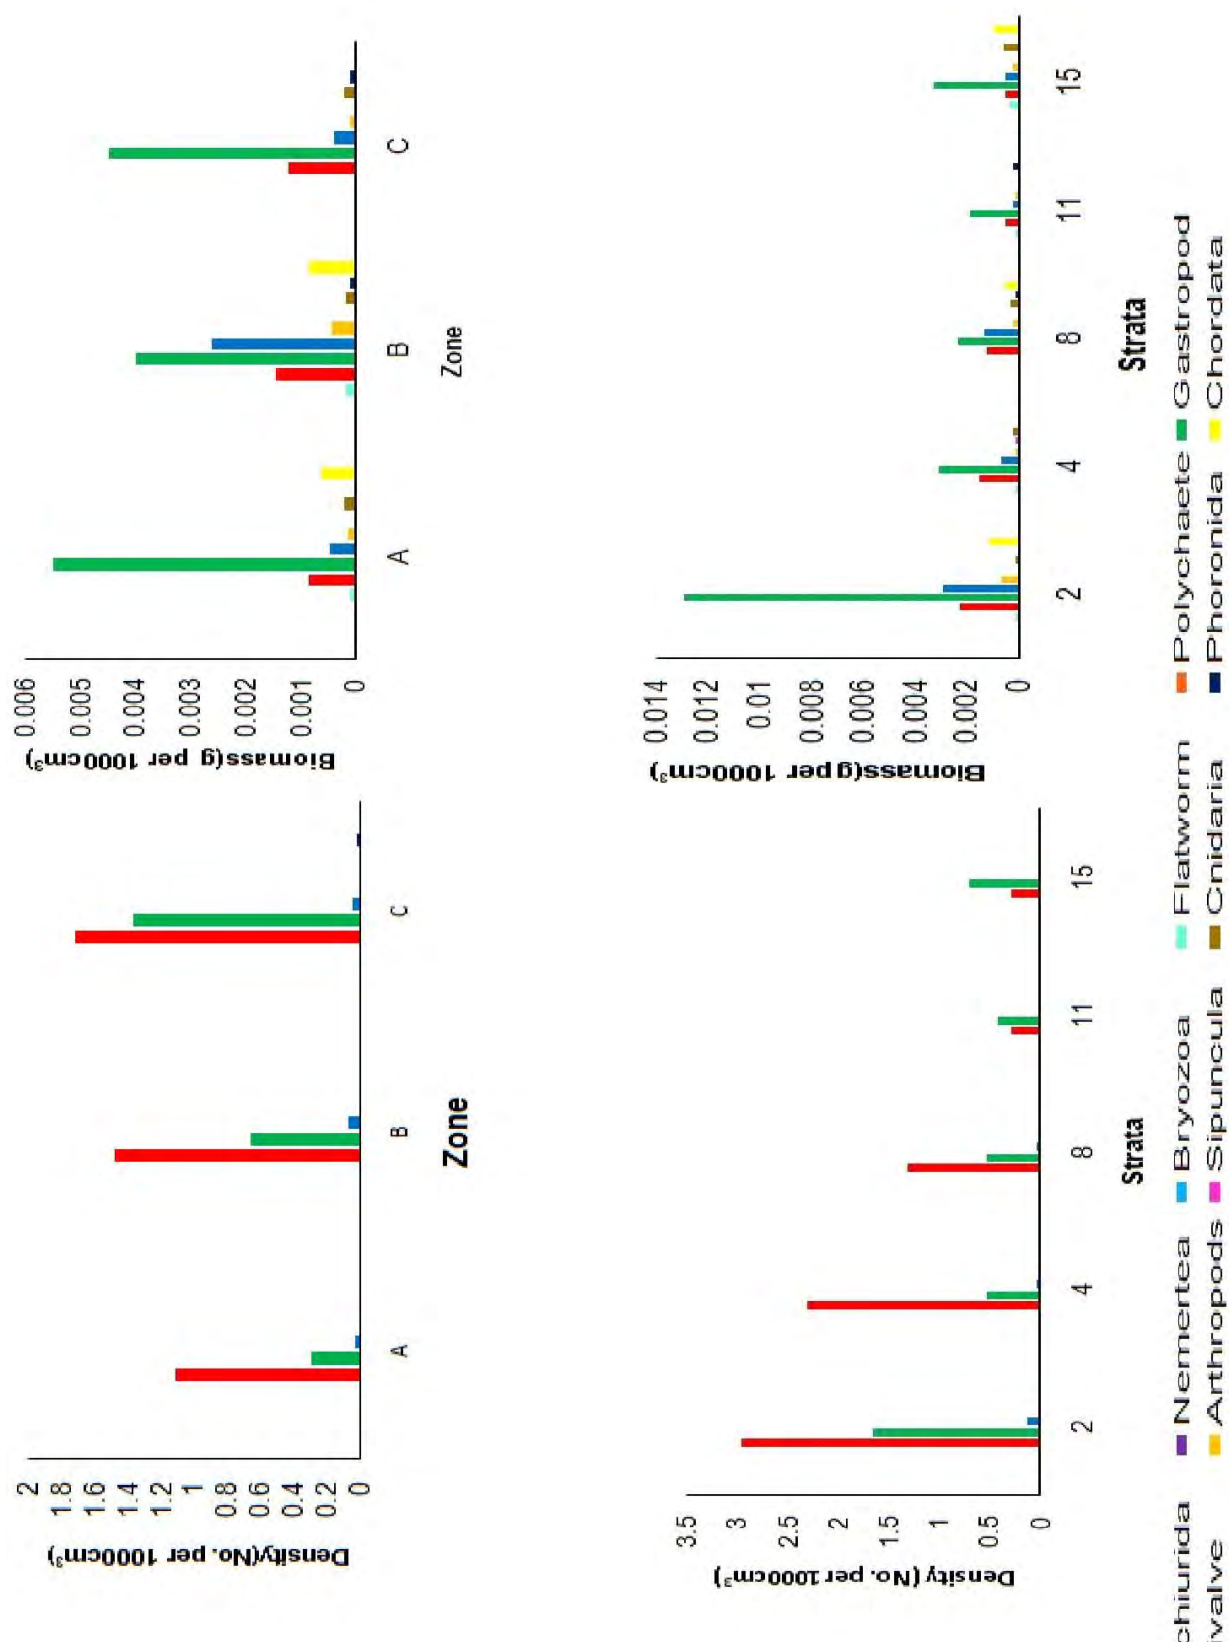 Density(No. per 1000cm³)
2
1.8
1.6
1.4
1.2
1
0.8
0.6
0.4
0.2
0
A
B
C
Zone
Biomass(g per 1000cm³)
0.006
0.005
0.004
0.003
0.002
0.001
0
A
B
C
Zone
Density (No. per 1000cm³)
3.5
3
2.5
2
1.5
1
0.5
0
2
4
8
11
15
Strata
Biomass(g per 1000cm³)
0.014
0.012
0.01
0.008
0.006
0.004
0.002
0
2
4
8
11
15
Strata
chiurida Nemertea Bryozoa Flatworm Polychaete Gastropod
valve Arthropods Sipuncula Cnidaria Phoronida Chordata